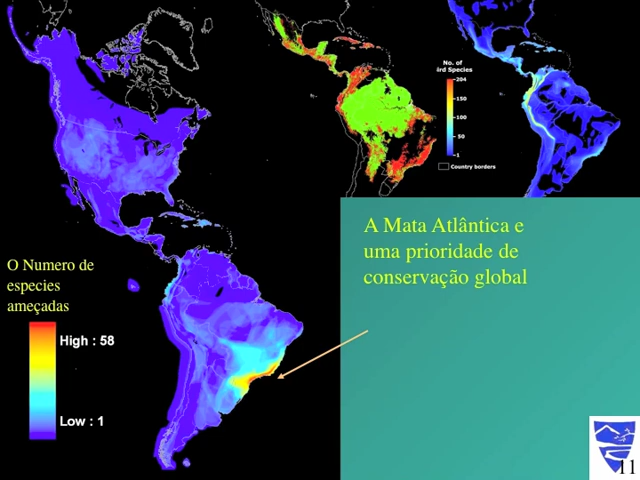 No. of
ird Species
204
150
100
50
1
Country borders
A Mata Atlântica e
uma prioridade de
conservação global
O Numero de
especies
ameçadas
High : 58
Low : 1
11